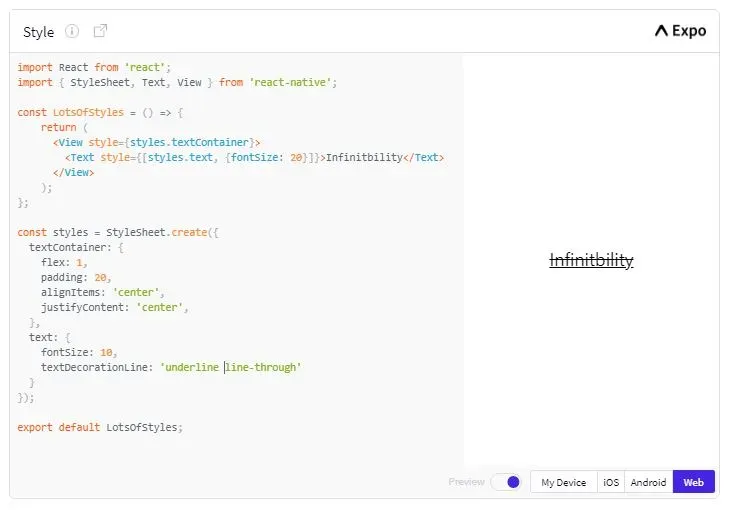 Style
Expo
import React from 'react';
import { StyleSheet, Text, View } from 'react-native';
const LotsOfStyles = () => {
return (
<View style={styles.textContainer}>
<Text style={[styles.text, {fontSize: 20}]}>Infinitbility</Text>
</View>
);
};
const styles = StyleSheet.create({
textContainer: {
flex: 1,
padding: 20,
alignItems: 'center',
justifyContent: 'center',
},
text: {
fontSize: 10,
textDecorationLine: 'underline line-through'
}
});
export default LotsOfStyles;
Infinitbility
Preview
My Device
iOS
Android
Web